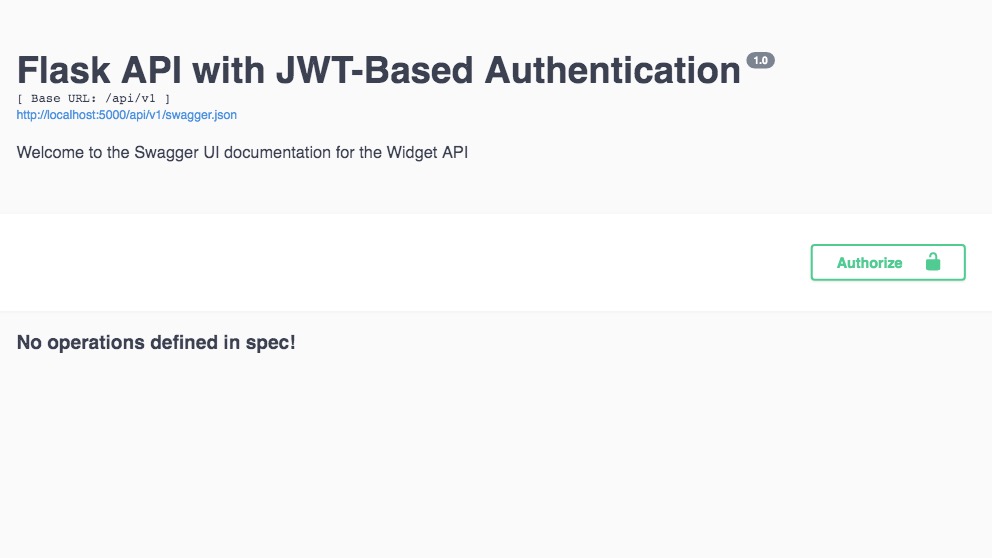 Flask API with JWT-Based Authentication 1.0
[ Base URL: /api/v1 ]
http://localhost:5000/api/v1/swagger.json
Welcome to the Swagger UI documentation for the Widget API
Authorize
No operations defined in spec!